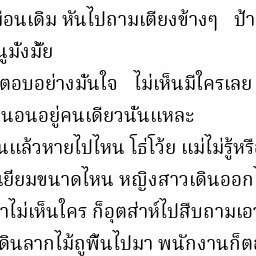 อนเดิม หันไปถามเตียงข้างๆ ป้า
มั่งมั้ย
ตอบอย่างมั่นใจ ไม่เห็นมีใครเลย
นอนอยู่คนเดียวนั่นแหละ
แล้วหายไปไหน โธ่โว้ย แม่ไม่รู้หรื
เยียมขนาดไหน หญิงสาวเดินออก
าไม่เห็นใคร ก็อุตส่าห์ไปสืบถามเอา
ดินลากไม้ถูพื้นไปมา พนักงานก็ต